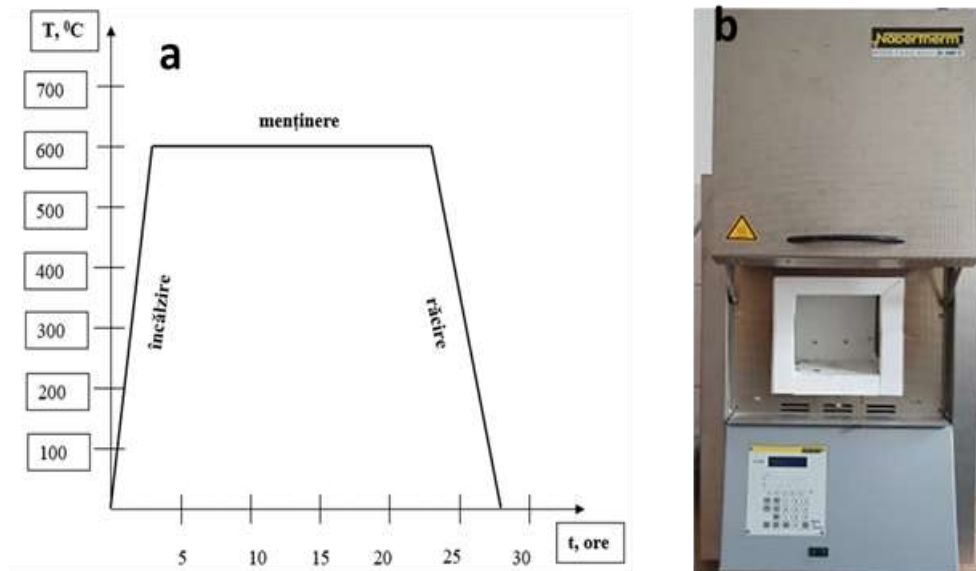 T, ⁰C
a
700
menținere
600
500
400
încălzire
răcire
300
200
100
5 10 15 20 25 30
t, ore
b
Nabertherm